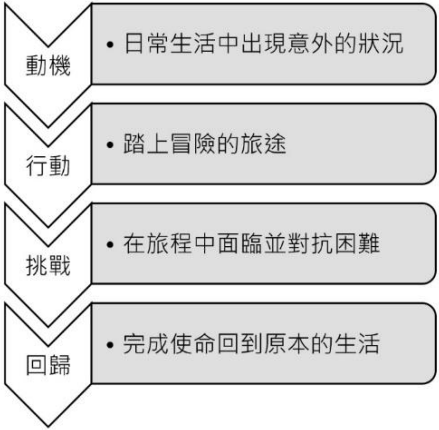 動機
• 日常生活中出現意外的狀況
行動
• 踏上冒險的旅途
挑戰
• 在旅程中面臨並對抗困難
回歸
• 完成使命回到原本的生活